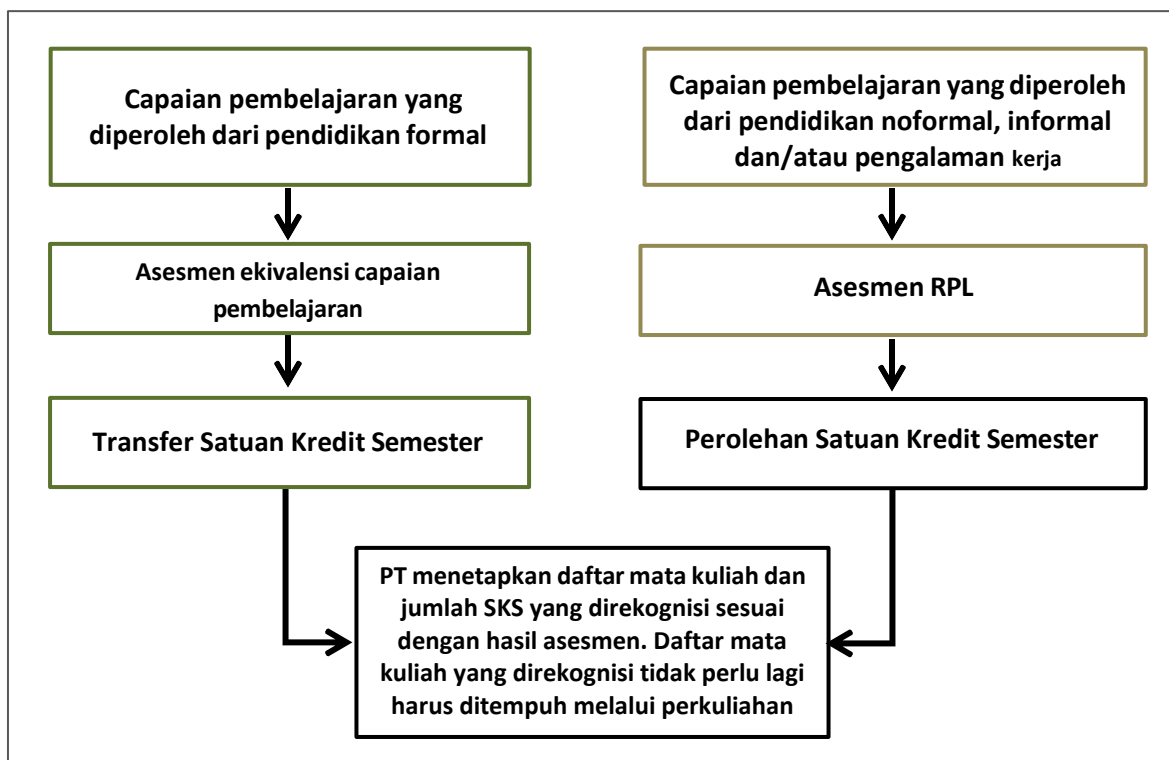 Capaian pembelajaran yang
diperoleh dari pendidikan formal
Capaian pembelajaran yang diperoleh
dari pendidikan noformal, informal
dan/atau pengalaman kerja
Asesmen ekivalensi capaian
pembelajaran
Asesmen RPL
Transfer Satuan Kredit Semester
Perolehan Satuan Kredit Semester
PT menetapkan daftar mata kuliah dan
jumlah SKS yang direkognisi sesuai
dengan hasil asesmen. Daftar mata
kuliah yang direkognisi tidak perlu lagi
harus ditempuh melalui perkuliahan